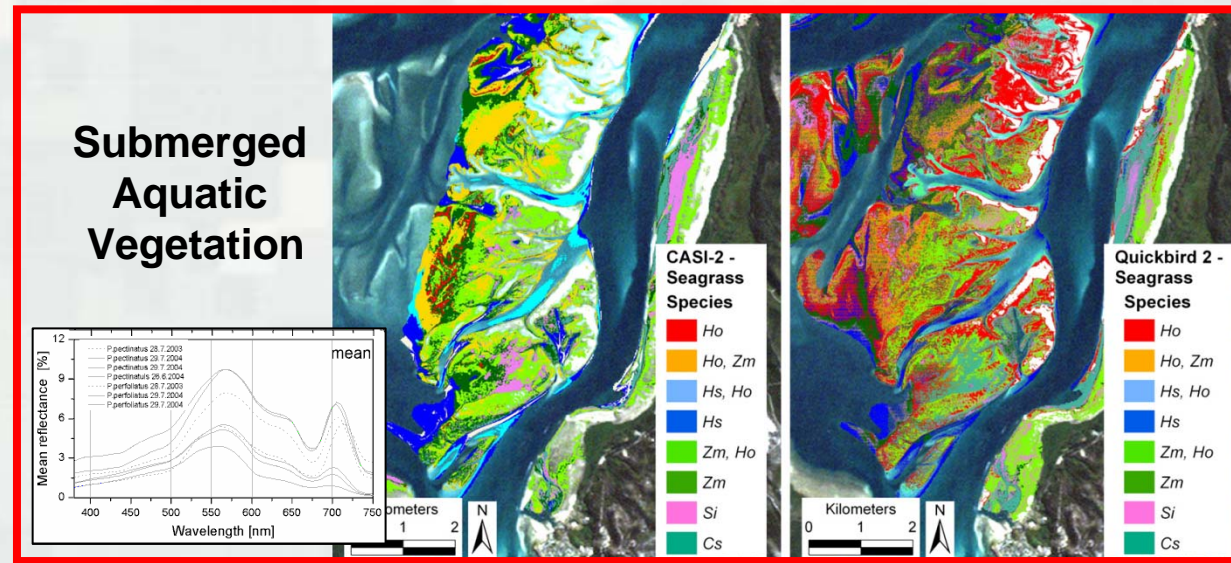 Submerged
Aquatic
Vegetation
12
9
6
3
0
Mean reflectance [%]
P.pectinatus 28.7.2003
P.pectinatus 29.7.2004
P.pectinatus 29.7.2004
P.pectinatus 26.6.2004
P.perfoliatus 28.7.2003
P.perfoliatus 29.7.2004
P.perfoliatus 29.7.2004
mean
400 450 500 550 600 650 700 750
Wavelength [nm]
ometers
1 2
N
CASI-2 -
Seagrass
Species
Ho
Ho, Zm
Hs, Ho
Hs
Zm, Ho
Zm
Si
Cs
Kilometers
0 1 2
N
Quickbird 2 -
Seagrass
Species
Ho
Ho, Zm
Hs, Ho
Hs
Zm, Ho
Zm
Si
Cs